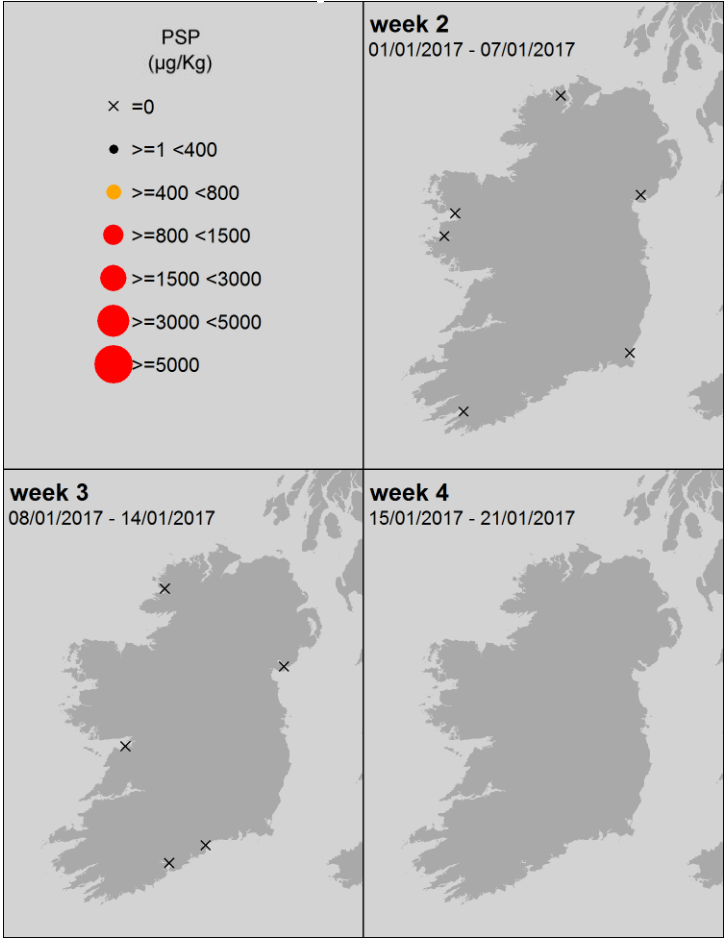 PSP
(µg/Kg)
=0
>=1 <400
>=400 <800
>=800 <1500
>=1500 <3000
>=3000 <5000
>=5000
week 2
01/01/2017 - 07/01/2017
week 3
08/01/2017 - 14/01/2017
week 4
15/01/2017 - 21/01/2017